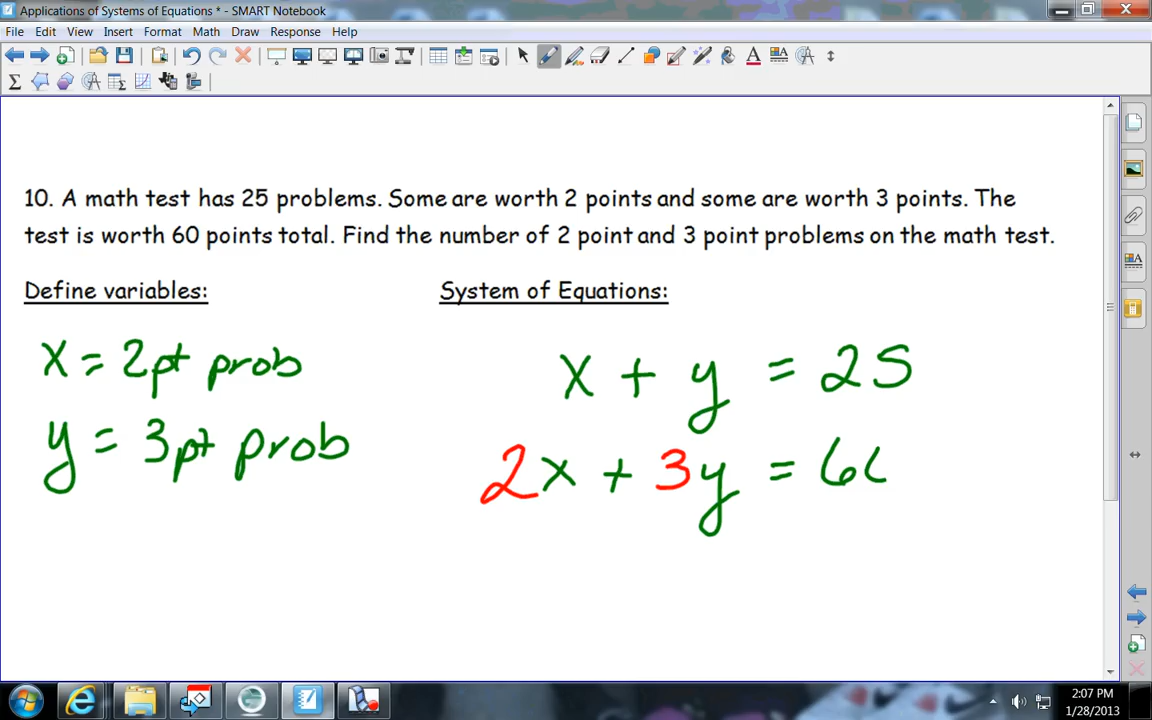 Applications of Systems of Equations * - SMART Notebook
File Edit View Insert Format Math Draw Response Help
10. A math test has 25 problems. Some are worth 2 points and some are worth 3 points. The
test is worth 60 points total. Find the number of 2 point and 3 point problems on the math test.
Define variables: System of Equations:
x = 2pt prob x + y = 25
y = 3pt prob 2x + 3y = 6
2:07 PM
1/28/2013